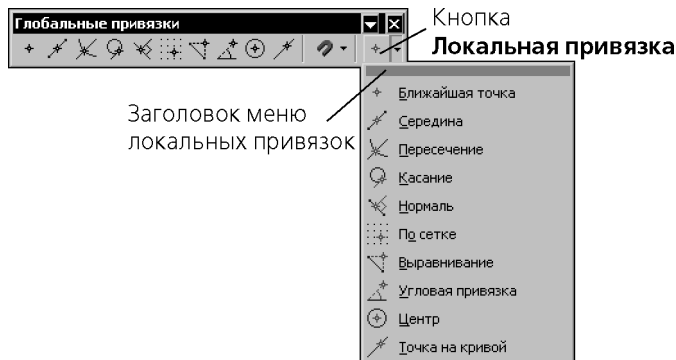 Глобальные привязки
Кнопка
Локальная привязка
Заголовок меню
локальных привязок
Ближайшая точка
Середина
Пересечение
Касание
Нормаль
По сетке
Выравнивание
Угловая привязка
Центр
Точка на кривой